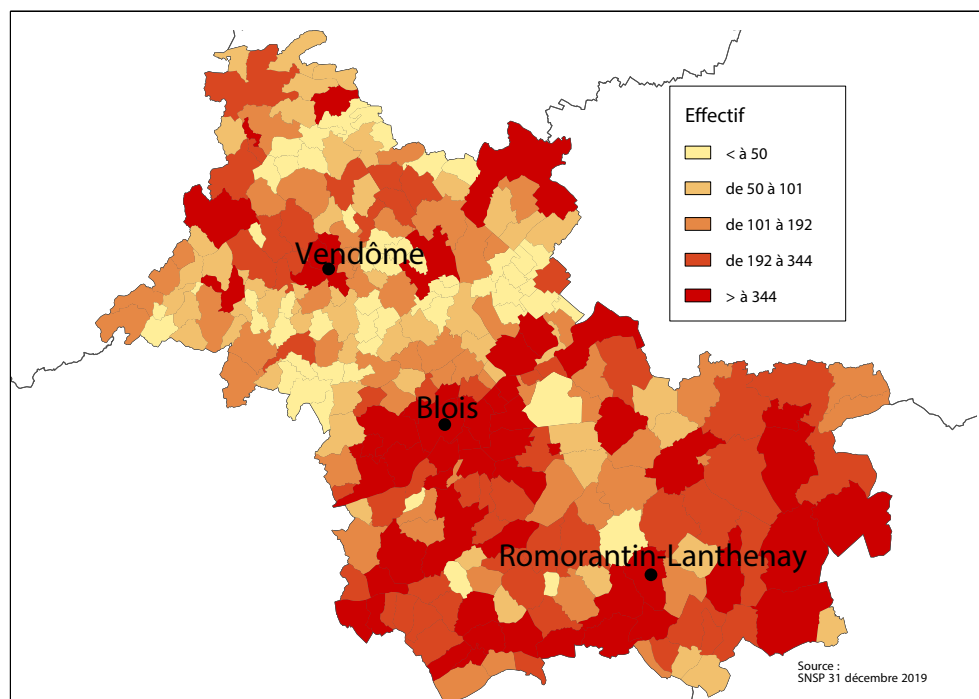 Effectif
< à 50
de 50 à 101
de 101 à 192
de 192 à 344
> à 344
Vendôme
Blois
Romorantin-Lanthenay
Source :
SNSP 31 décembre 2019